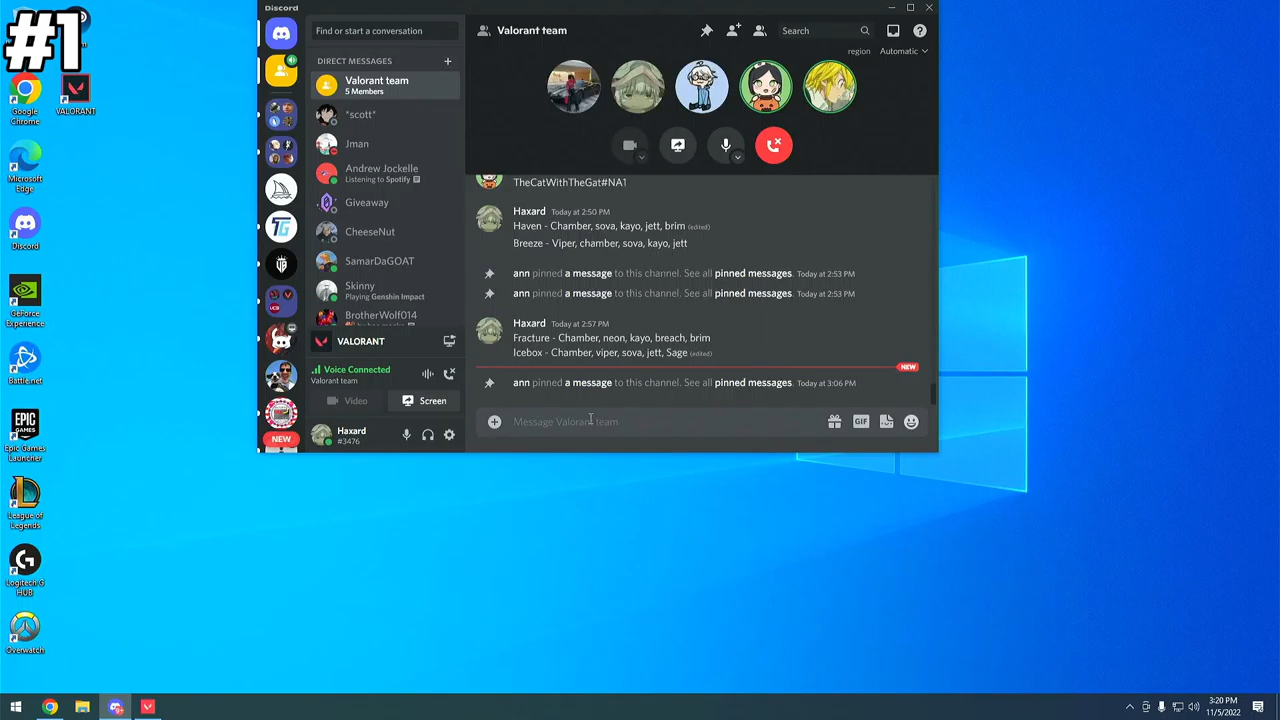 #1
Google
Chrome
VALORANT
Microsoft
Edge
Discord
GeForce
Experience
Battle.net
EPIC
GAMES
Epic Games
Launcher
League of
Legends
Logitech G
HUB
Overwatch
Discord
NEW
Find or start a conversation
DIRECT MESSAGES
Valorant team
5 Members
*scott*
Jman
Andrew Jockelle
Listening to Spotify
Giveaway
CheeseNut
SamarDaGOAT
Skinny
Playing Genshin Impact
BrotherWolf014
VALORANT
Voice Connected
Valorant team
Video
Screen
Haxard
#3476
Valorant team
Search
region Automatic
TheCatWithTheGat#NA1
Haxard Today at 2:50 PM
Haven - Chamber, sova, kayo, jett, brim (edited)
Breeze - Viper, chamber, sova, kayo, jett
ann pinned a message to this channel. See all pinned messages. Today at 2:53 PM
ann pinned a message to this channel. See all pinned messages. Today at 2:53 PM
Haxard Today at 2:57 PM
Fracture - Chamber, neon, kayo, breach, brim
Icebox - Chamber, viper, sova, jett, Sage (edited)
NEW
ann pinned a message to this channel. See all pinned messages. Today at 3:06 PM
Message Valorant team
GIF
3:20 PM
11/5/2022